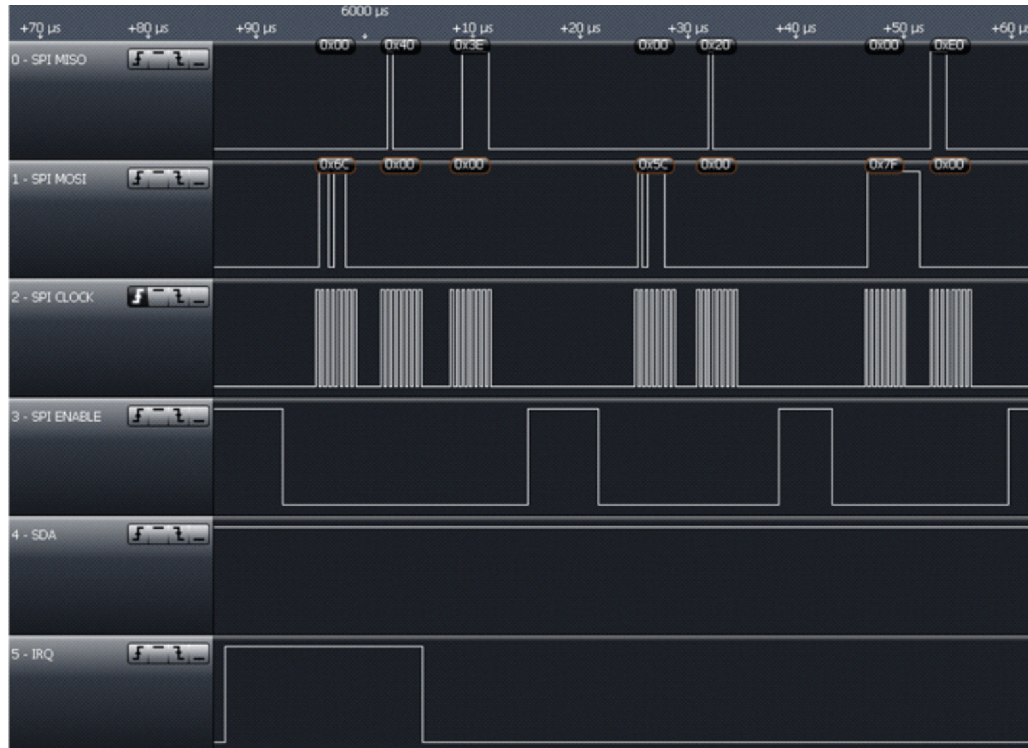 6000 µs
+70 µs +80 µs +90 µs +10 µs +20 µs +30 µs +40 µs +50 µs +60 µs
0x00 0x40 0x3E 0x00 0x20 0x00 0xE0
0 - SPI MISO
0x6C 0x00 0x00 0x5C 0x00 0x7F 0x00
1 - SPI MOSI
2 - SPI CLOCK
3 - SPI ENABLE
4 - SDA
5 - IRQ